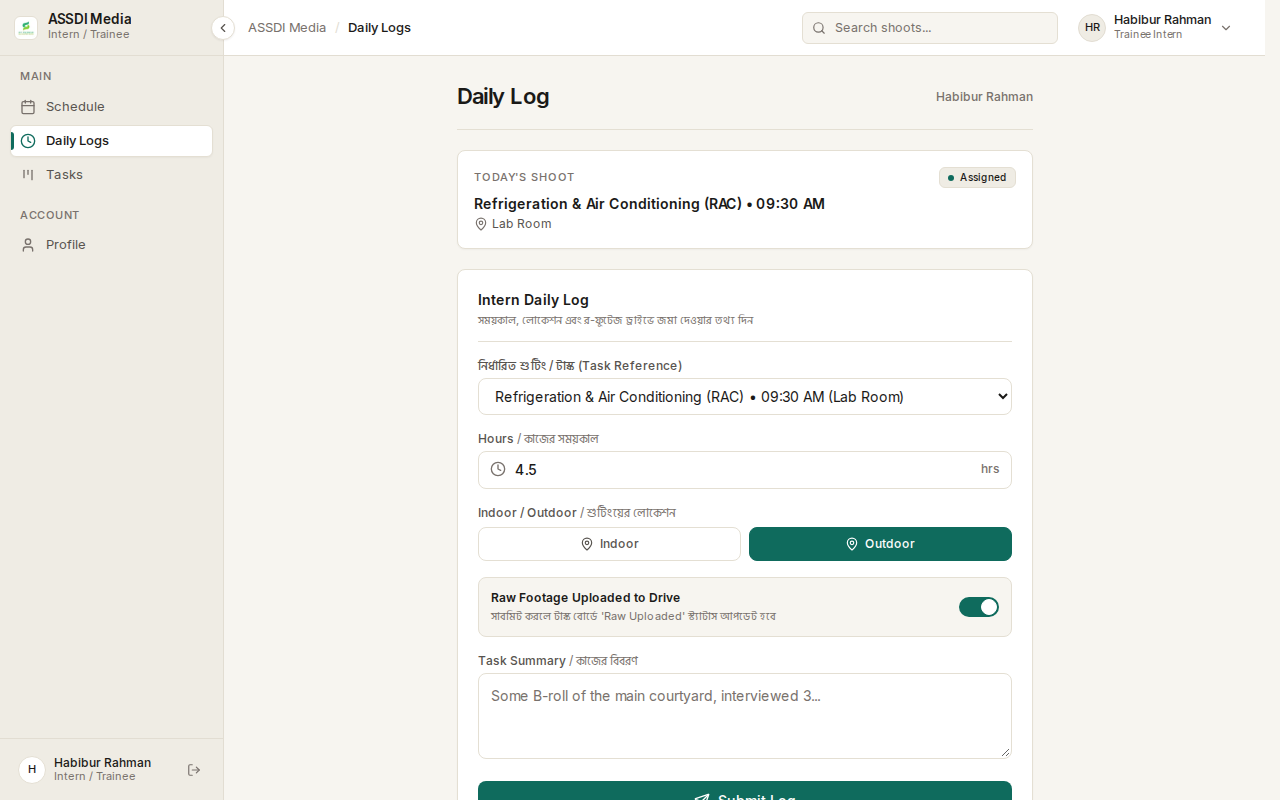 ASSDI Media
Intern / Trainee
ASSDI Media / Daily Logs
Search shoots...
HR
Habibur Rahman
Trainee Intern
MAIN
Schedule
Daily Logs
Tasks
ACCOUNT
Profile
Daily Log
Habibur Rahman
TODAY'S SHOOT
Assigned
Refrigeration & Air Conditioning (RAC) • 09:30 AM
Lab Room
Intern Daily Log
সময়কাল, লোকেশন এবং র-ফুটেজ ড্রাইভে জমা দেওয়ার তথ্য দিন
নির্ধারিত শুটিং / টাস্ক (Task Reference)
Refrigeration & Air Conditioning (RAC) • 09:30 AM (Lab Room)
Hours / কাজের সময়কাল
4.5
hrs
Indoor / Outdoor / শুটিংয়ের লোকেশন
Indoor
Outdoor
Raw Footage Uploaded to Drive
সাবমিট করলে টাস্ক বোর্ডে 'Raw Uploaded' স্ট্যাটাস আপডেট হবে
Task Summary / কাজের বিবরণ
Some B-roll of the main courtyard, interviewed 3...
Submit Log
H
Habibur Rahman
Intern / Trainee